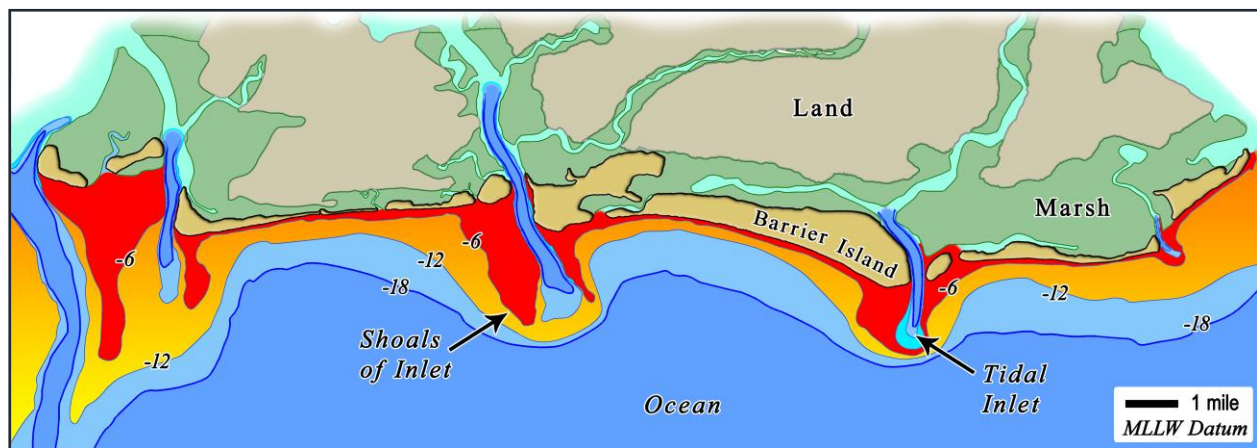 Land
Marsh
Barrier Island
-6
-6
-6
-12
-12
-18
-18
-12
Shoals
of Inlet
Tidal
Inlet
Ocean
1 mile
MLLW Datum